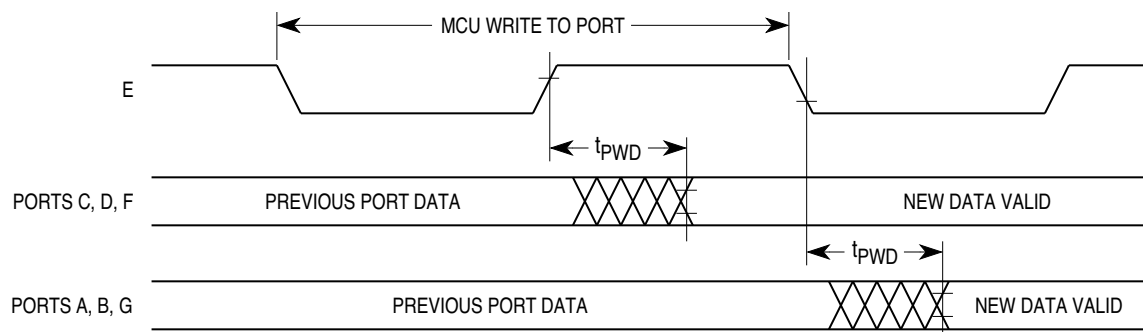 MCU WRITE TO PORT
E
tPWD
PORTS C, D, F
PREVIOUS PORT DATA
NEW DATA VALID
tPWD
PORTS A, B, G
PREVIOUS PORT DATA
NEW DATA VALID